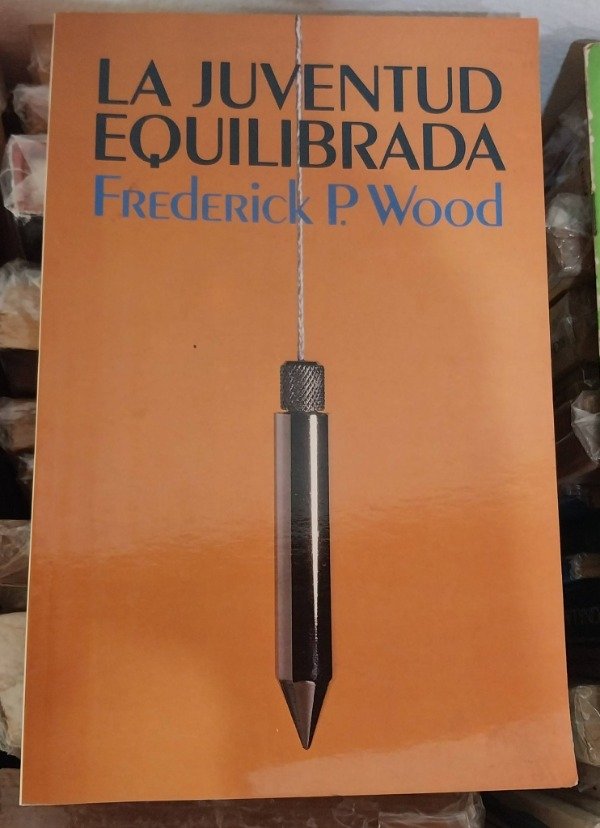 LA JUVENTUD
EQUILIBRADA
FREDERICK P. WOOD